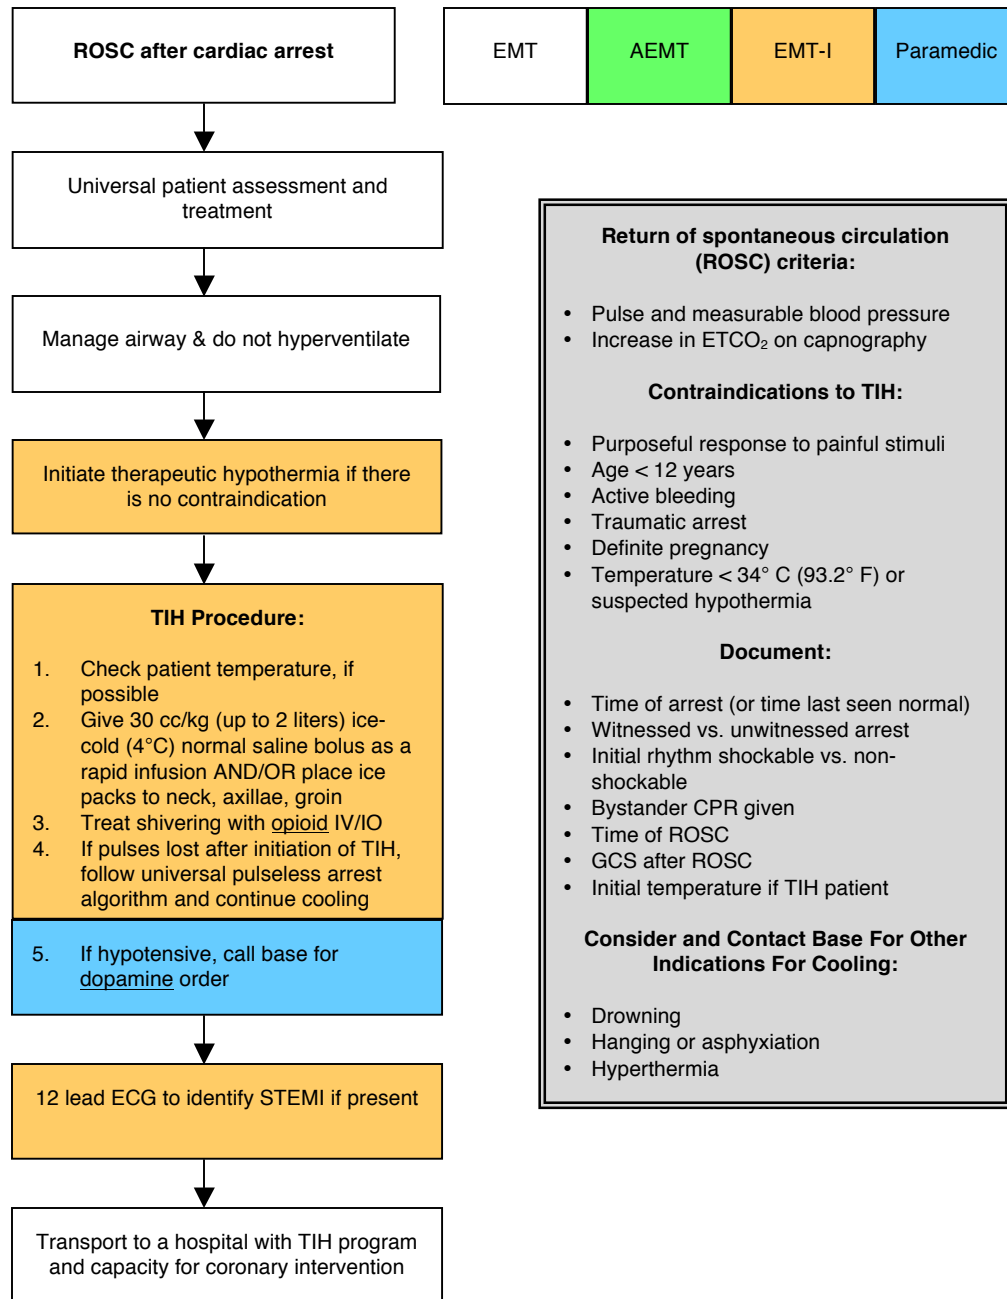 ROSC after cardiac arrest
EMT
AEMT
EMT-I
Paramedic
Universal patient assessment and
treatment
Manage airway & do not hyperventilate
Initiate therapeutic hypothermia if there
is no contraindication
TIH Procedure:
1. Check patient temperature, if
possible
2. Give 30 cc/kg (up to 2 liters) ice-
cold (4°C) normal saline bolus as a
rapid infusion AND/OR place ice
packs to neck, axillae, groin
3. Treat shivering with opioid IV/IO
4. If pulses lost after initiation of TIH,
follow universal pulseless arrest
algorithm and continue cooling
5. If hypotensive, call base for
dopamine order
12 lead ECG to identify STEMI if present
Transport to a hospital with TIH program
and capacity for coronary intervention
Return of spontaneous circulation
(ROSC) criteria:
• Pulse and measurable blood pressure
• Increase in ETCO₂ on capnography
Contraindications to TIH:
• Purposeful response to painful stimuli
• Age < 12 years
• Active bleeding
• Traumatic arrest
• Definite pregnancy
• Temperature < 34° C (93.2° F) or
suspected hypothermia
Document:
• Time of arrest (or time last seen normal)
• Witnessed vs. unwitnessed arrest
• Initial rhythm shockable vs. non-
shockable
• Bystander CPR given
• Time of ROSC
• GCS after ROSC
• Initial temperature if TIH patient
Consider and Contact Base For Other
Indications For Cooling:
• Drowning
• Hanging or asphyxiation
• Hyperthermia